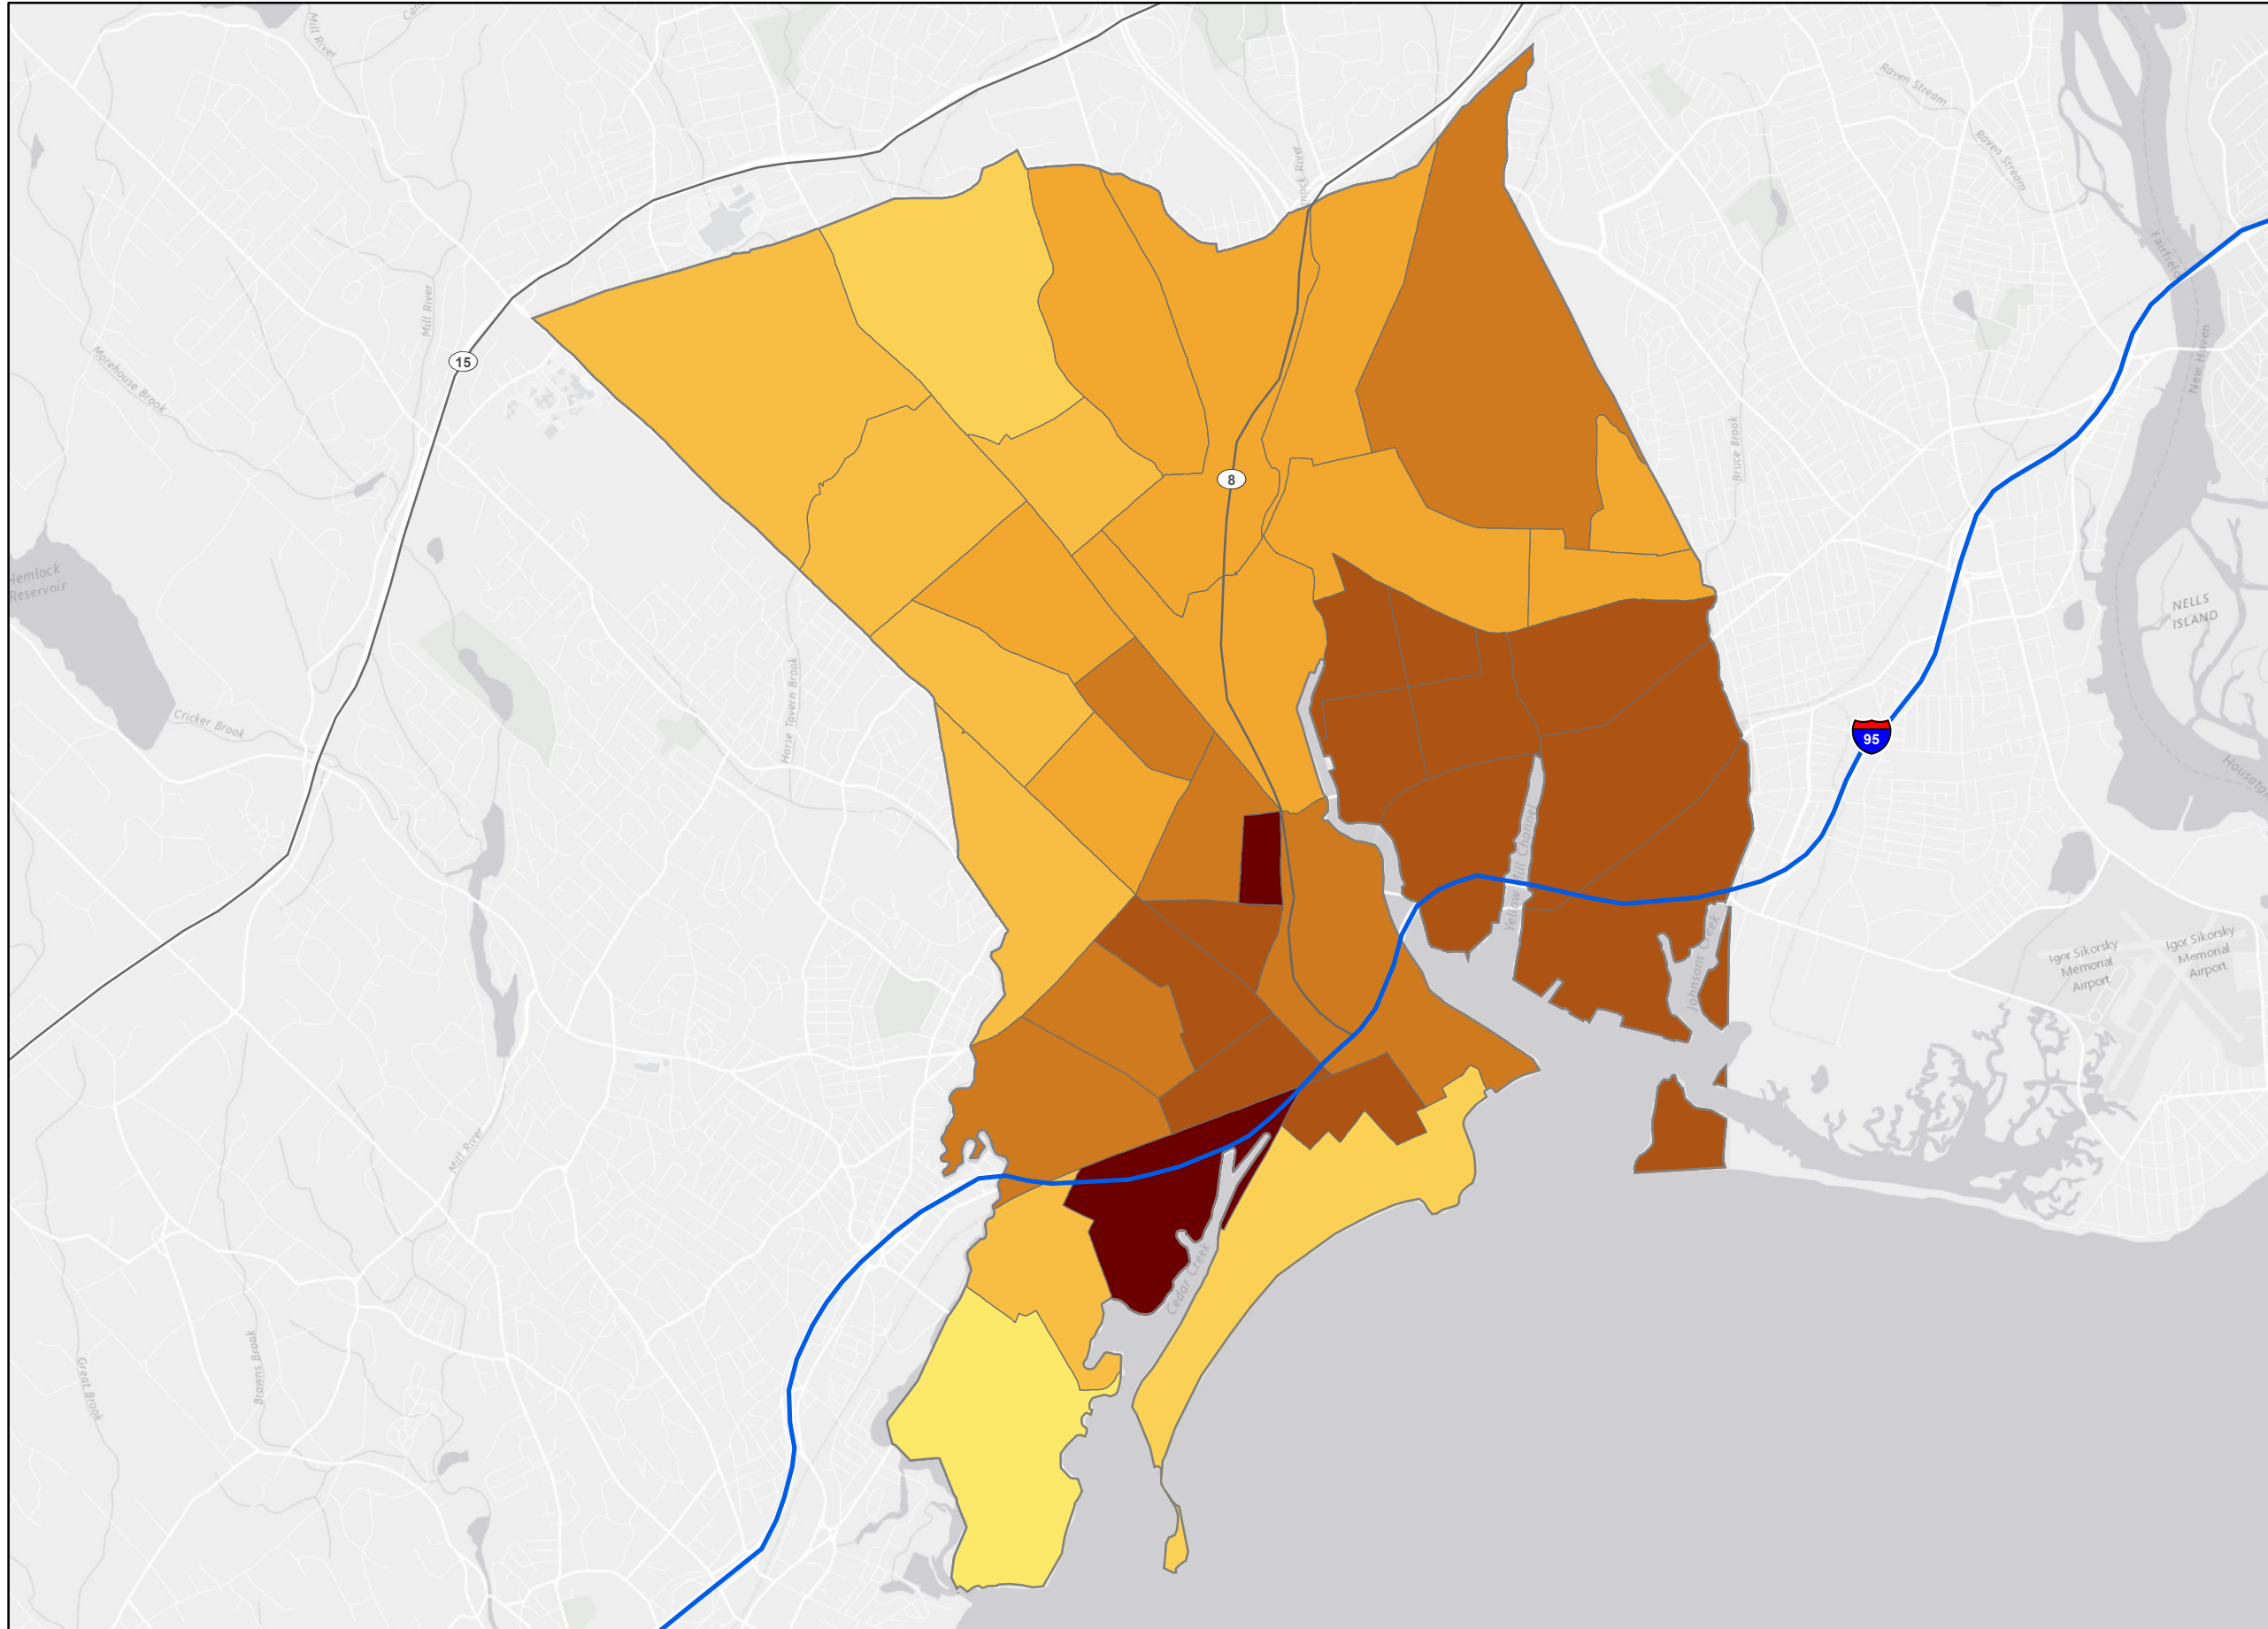 Mill River
Raven Stream
Raven Stream
Mill River
15
Morehouse Brook
8
Bruce Brook
New Haven
Fairfield
Hemlock
Reservoir
NELLS
ISLAND
Horse Tavern Brook
Cricker Brook
95
Yellow Mill Channel
Johnsons Creek
Igor Sikorsky
Memorial
Airport
Igor Sikorsky
Memorial
Airport
Mill River
Cedar Creek
Browns Brook
Great Brook